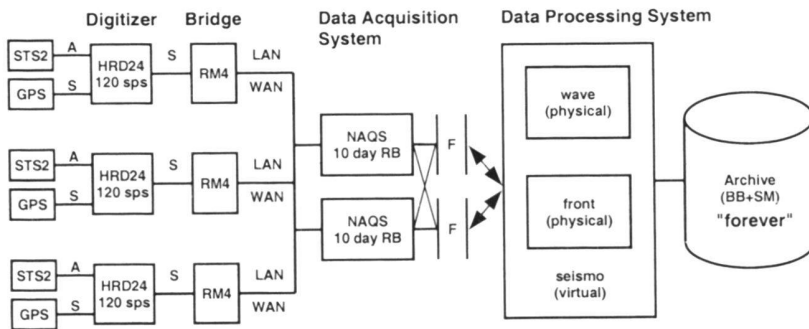 Digitizer
Bridge
Data Acquisition
System
Data Processing System
STS2
A
GPS
S
HRD24
120 sps
S
RM4
LAN
WAN
STS2
A
GPS
S
HRD24
120 sps
S
RM4
LAN
WAN
STS2
A
GPS
S
HRD24
120 sps
S
RM4
LAN
WAN
NAQS
10 day RB
F
NAQS
10 day RB
F
wave
(physical)
front
(physical)
seismo
(virtual)
Archive
(BB+SM)
"forever"